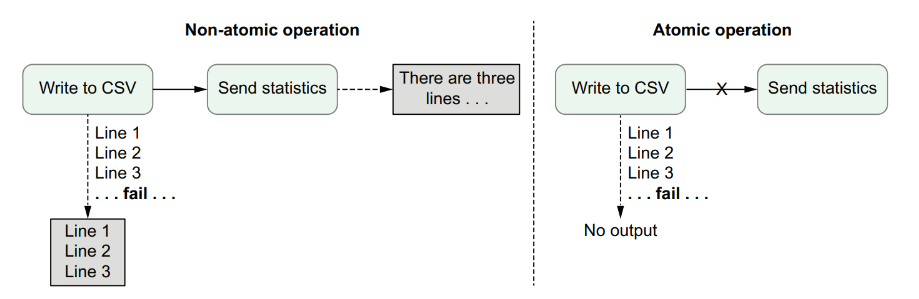 Non-atomic operation
Write to CSV
Send statistics
There are three
lines . . .
Line 1
Line 2
Line 3
. . . fail . . .
Line 1
Line 2
Line 3
Atomic operation
Write to CSV
X
Send statistics
Line 1
Line 2
Line 3
. . . fail . . .
No output